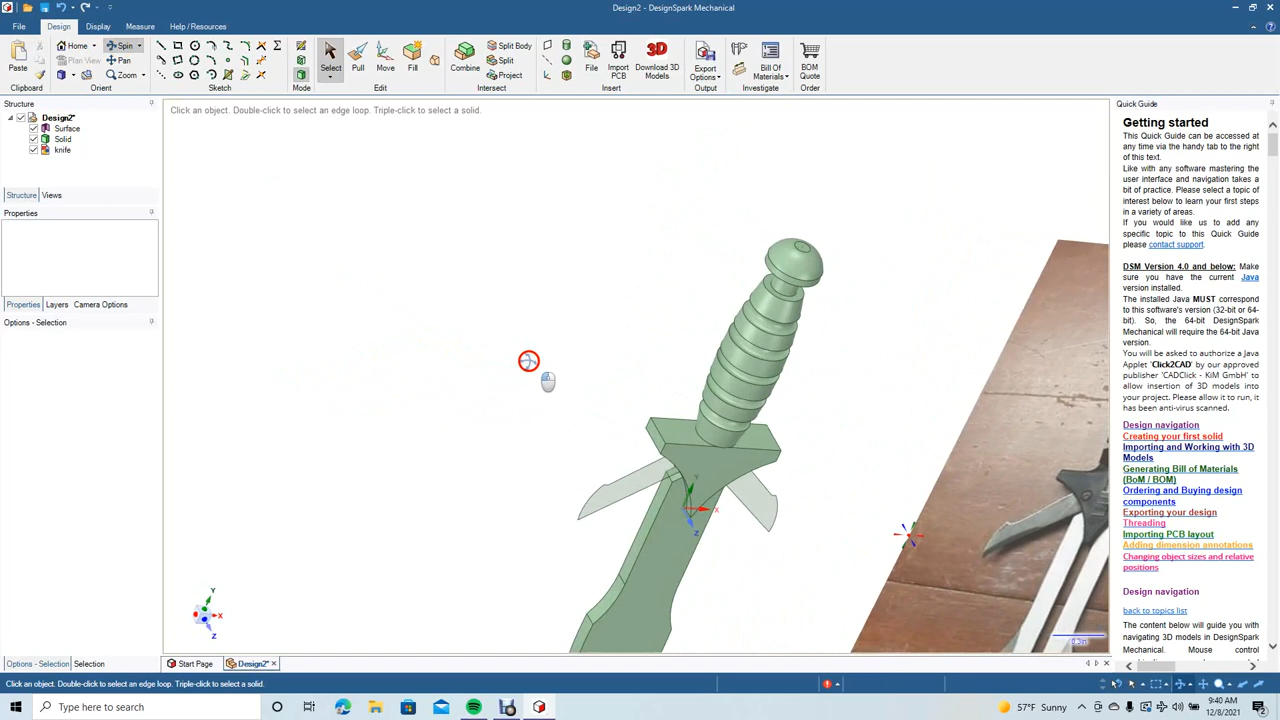 Design2 - DesignSpark Mechanical
File Design Display Measure Help / Resources
Paste
Clipboard
Home Spin
Plan View Pan
Zoom
Orient
Sketch
Mode
Select Pull Move Fill
Edit
Combine
Split Body
Split
Project
Intersect
File
Import PCB
3D
Download 3D Models
Insert
Export Options
Output
Bill Of Materials
Investigate
BOM Quote
Order
Structure
Design2*
Surface
Solid
knife
Structure Views
Properties
Properties Layers Camera Options
Options - Selection
Options - Selection Selection
Click an object. Double-click to select an edge loop. Triple-click to select a solid.
X
Y
Z
Y
X
Z
0.3in
Start Page Design2*
Quick Guide
Getting started
This Quick Guide can be accessed at
any time via the handy tab to the right
of this text.
Like with any software mastering the
user interface and navigation takes a
bit of practice. Please select a topic of
interest below to learn your first steps
in a variety of areas.
If you would like us to add any
specific topic to this Quick Guide
please contact support.
DSM Version 4.0 and below: Make
sure you have the current Java
version installed.
The installed Java MUST correspond
to this software's version (32-bit or 64-
bit). So, the 64-bit DesignSpark
Mechanical will require the 64-bit Java
version.
You will be asked to authorize a Java
Applet 'Click2CAD' by our approved
publisher 'CADClick - KiM GmbH' to
allow insertion of 3D models into
your project. Please allow it to run, it
has been anti-virus scanned.
Design navigation
Creating your first solid
Importing and Working with 3D
Models
Generating Bill of Materials
(BoM / BOM)
Ordering and Buying design
components
Exporting your design
Threading
Importing PCB layout
Adding dimension annotations
Changing object sizes and relative
positions
Design navigation
back to topics list
The content below will guide you with
navigating 3D models in DesignSpark
Mechanical. Mouse control
Click an object. Double-click to select an edge loop. Triple-click to select a solid.
Type here to search
57°F Sunny
9:40 AM
12/8/2021
2